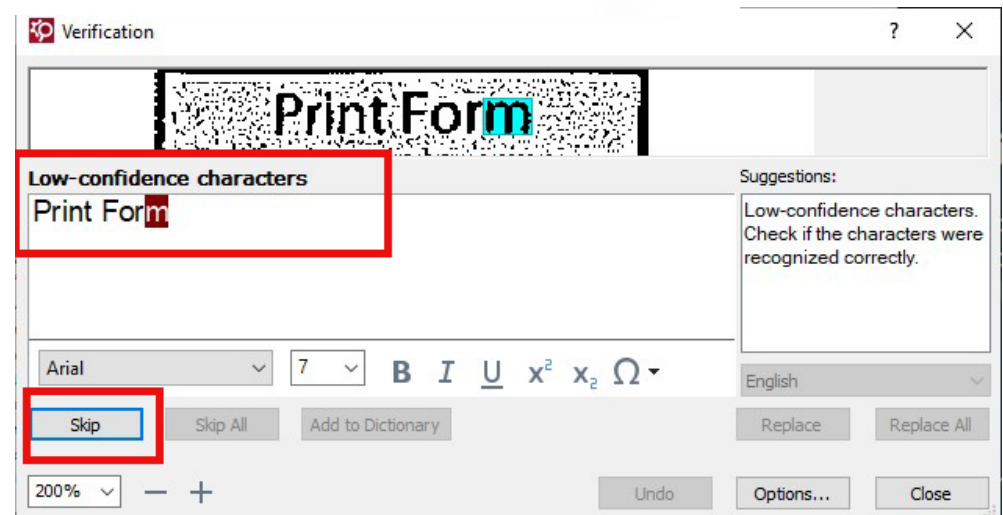 Verification
?
Print Form
Low-confidence characters
Print Form
Suggestions:
Low-confidence characters.
Check if the characters were
recognized correctly.
Arial
7
B I U x² x₂ Ω
English
Skip
Skip All
Add to Dictionary
Replace
Replace All
200%
Undo
Options...
Close